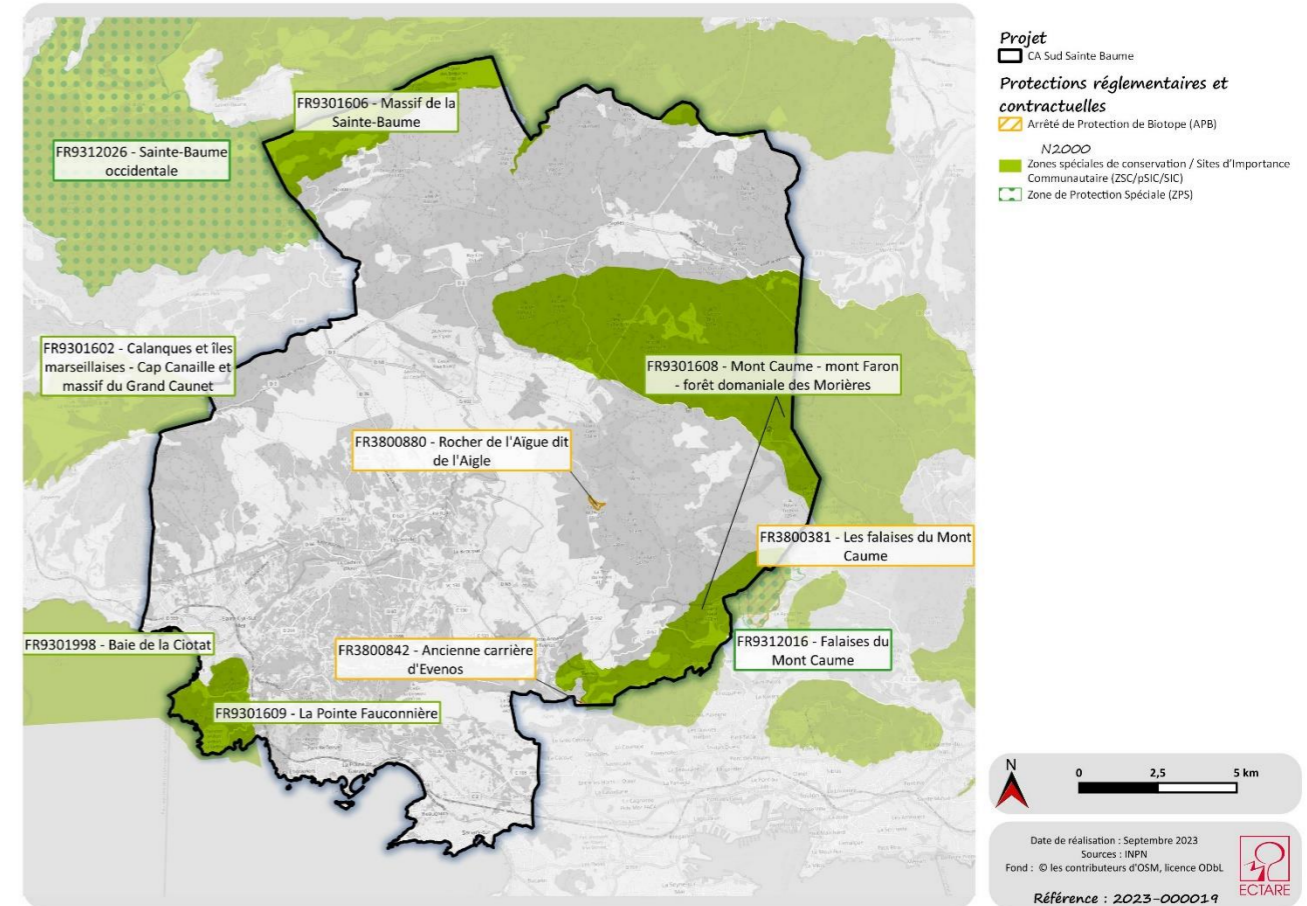 FR9301606 - Massif de la
Sainte-Baume
FR9312026 - Sainte-Baume
occidentale
FR9301602 - Calanques et îles
marseillaises - Cap Canaille et
massif du Grand Caunet
FR9301608 - Mont Caume - mont Faron
- forêt domaniale des Morières
FR3800880 - Rocher de l'Aïgue dit
de l'Aigle
FR3800381 - Les falaises du Mont
Caume
FR9301998 - Baie de la Ciotat
FR3800842 - Ancienne carrière
d'Evenos
FR9312016 - Falaises du
Mont Caume
FR9301609 - La Pointe Fauconnière
Projet
CA Sud Sainte Baume
Protections réglementaires et
contractuelles
Arrêté de Protection de Biotope (APB)
N2000
Zones spéciales de conservation / Sites d'Importance
Communautaire (ZSC/pSIC/SIC)
Zone de Protection Spéciale (ZPS)
N
0 2,5 5 km
Date de réalisation : Septembre 2023
Sources : INPN
Fond : © les contributeurs d'OSM, licence ODbL
Référence : 2023-000019
ECTARE